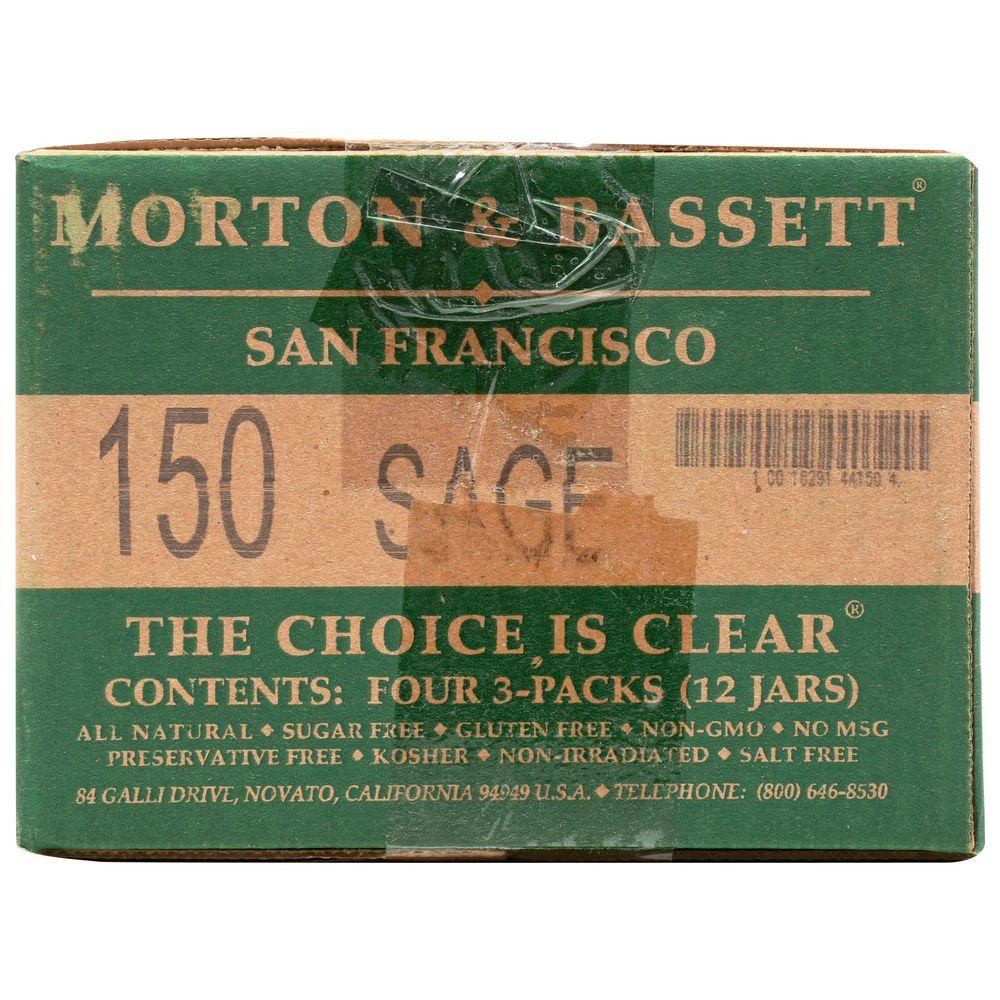 MORTON & BASSETT®
SAN FRANCISCO
150 SAGE
1 00 16291 44150 4
THE CHOICE IS CLEAR®
CONTENTS: FOUR 3-PACKS (12 JARS)
ALL NATURAL ◆ SUGAR FREE ◆ GLUTEN FREE ◆ NON-GMO ◆ NO MSG
PRESERVATIVE FREE ◆ KOSHER ◆ NON-IRRADIATED ◆ SALT FREE
84 GALLI DRIVE, NOVATO, CALIFORNIA 94949 U.S.A. ◆ TELEPHONE: (800) 646-8530